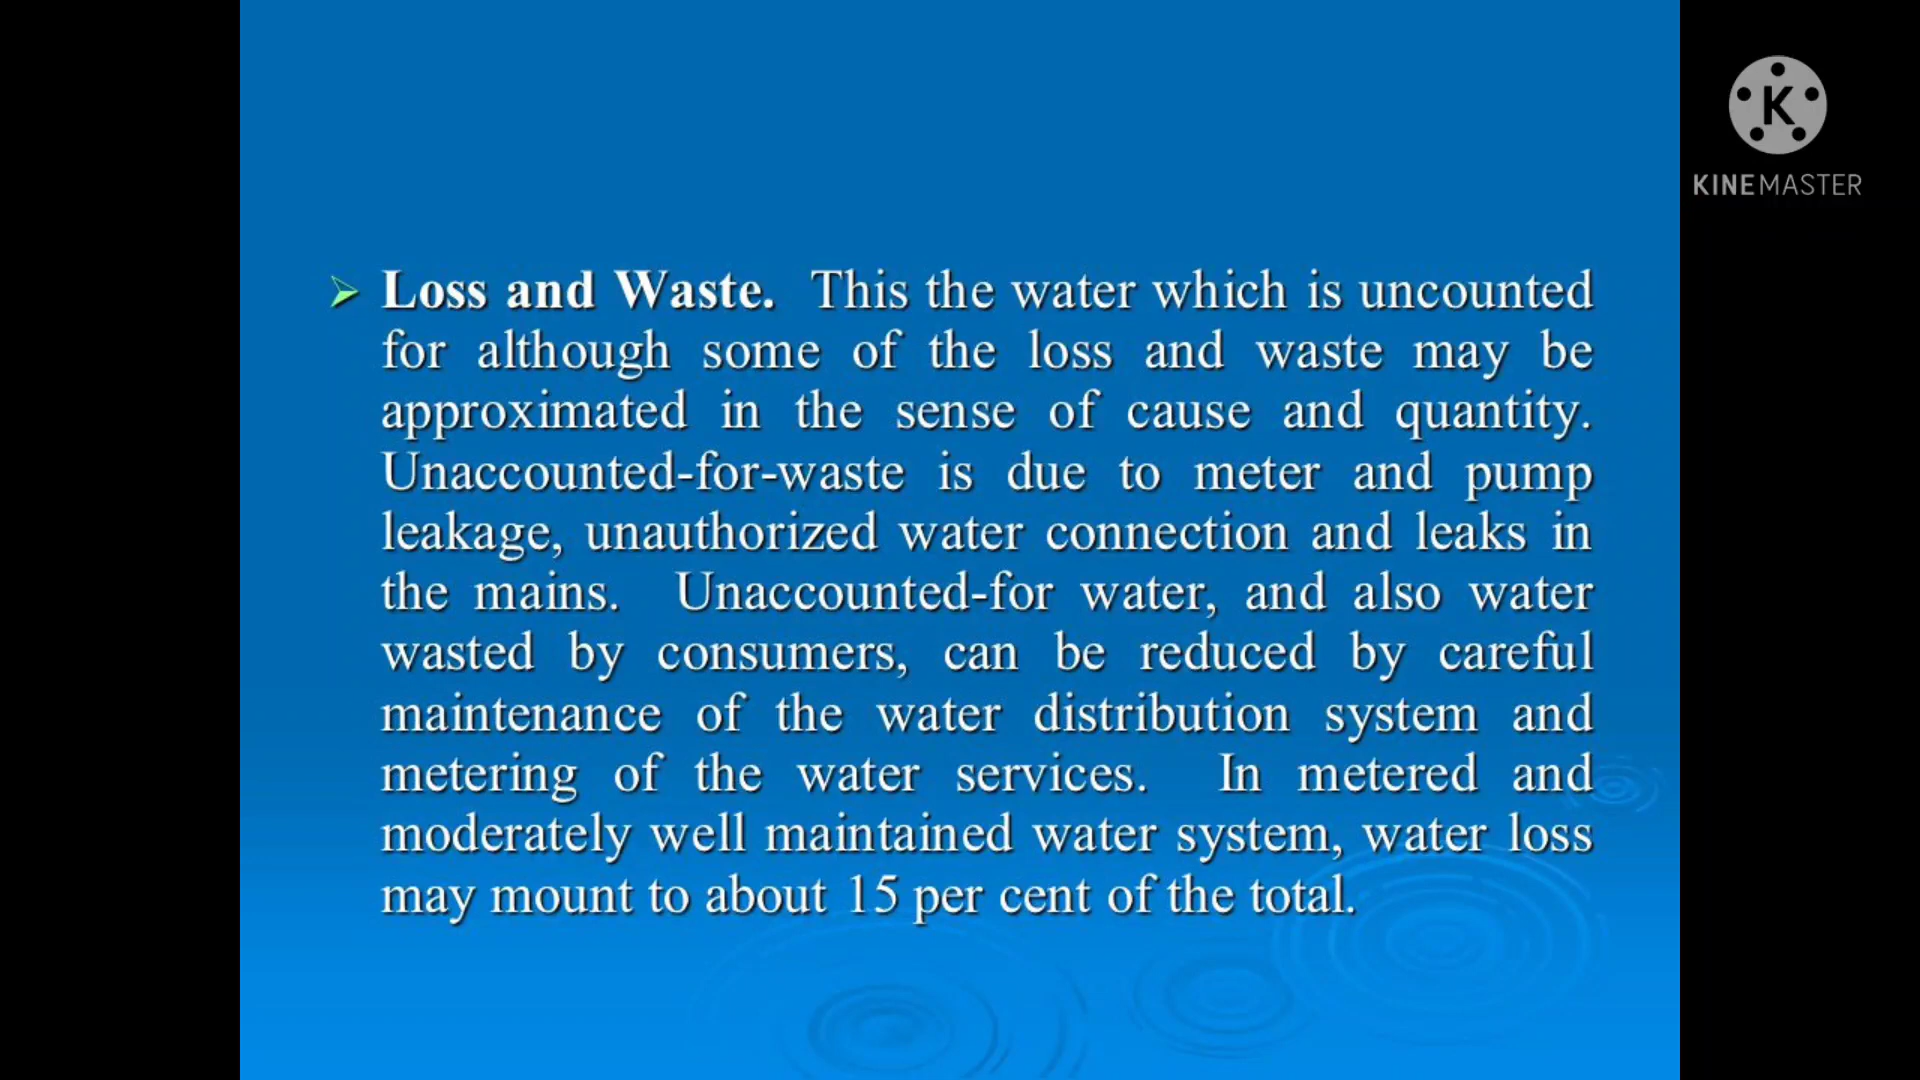 K
KINEMASTER
Loss and Waste. This the water which is uncounted
for although some of the loss and waste may be
approximated in the sense of cause and quantity.
Unaccounted-for-waste is due to meter and pump
leakage, unauthorized water connection and leaks in
the mains. Unaccounted-for water, and also water
wasted by consumers, can be reduced by careful
maintenance of the water distribution system and
metering of the water services. In metered and
moderately well maintained water system, water loss
may mount to about 15 per cent of the total.